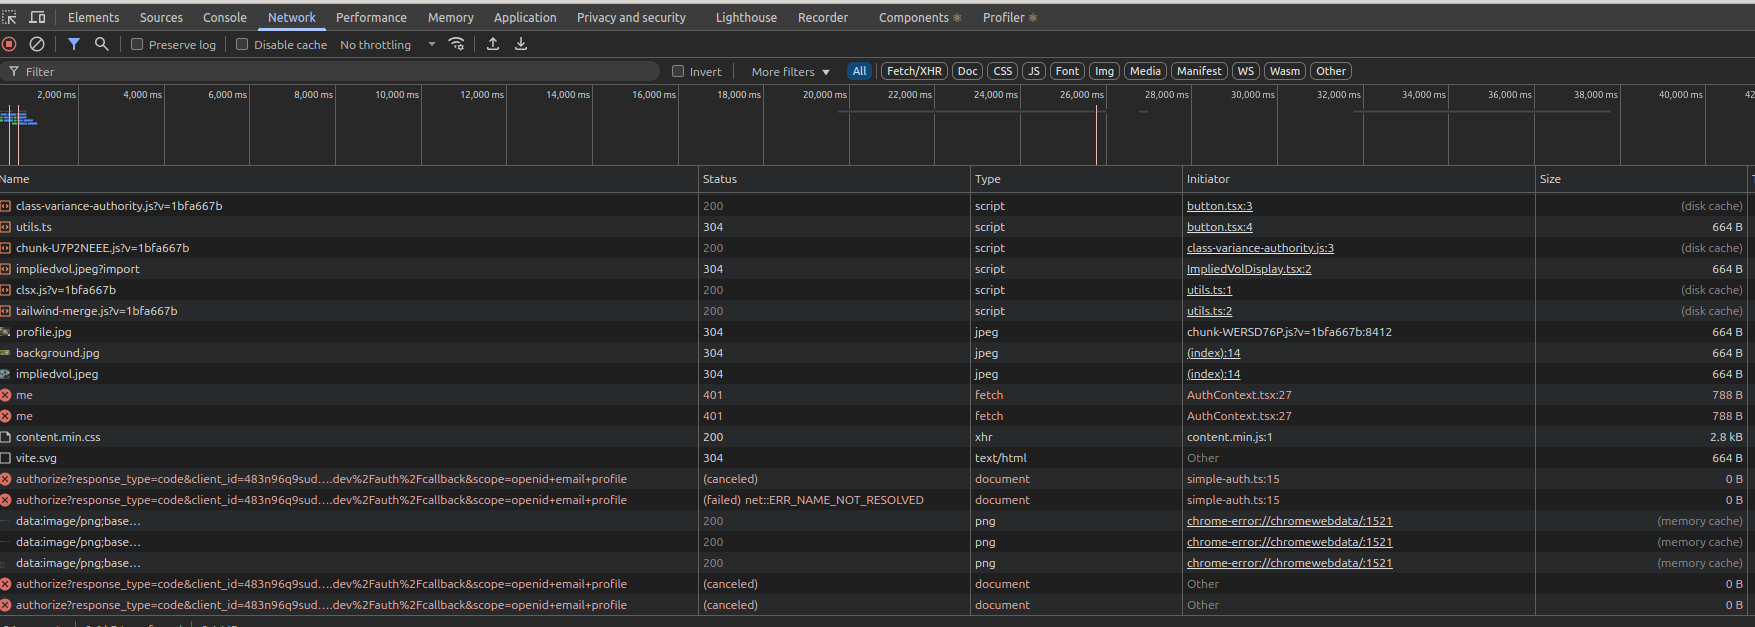 Elements Sources Console Network Performance Memory Application Privacy and security Lighthouse Recorder Components Profiler
Preserve log Disable cache No throttling
Filter Invert More filters All Fetch/XHR Doc CSS JS Font Img Media Manifest WS Wasm Other
2,000 ms 4,000 ms 6,000 ms 8,000 ms 10,000 ms 12,000 ms 14,000 ms 16,000 ms 18,000 ms 20,000 ms 22,000 ms 24,000 ms 26,000 ms 28,000 ms 30,000 ms 32,000 ms 34,000 ms 36,000 ms 38,000 ms 40,000 ms 42
Name Status Type Initiator Size
class-variance-authority.js?v=1bfa667b 200 script button.tsx:3 (disk cache)
utils.ts 304 script button.tsx:4 664 B
chunk-U7P2NEEE.js?v=1bfa667b 200 script class-variance-authority.js:3 (disk cache)
impliedvol.jpeg?import 304 script ImpliedVolDisplay.tsx:2 664 B
clsx.js?v=1bfa667b 200 script utils.ts:1 (disk cache)
tailwind-merge.js?v=1bfa667b 200 script utils.ts:2 (disk cache)
profile.jpg 304 jpeg chunk-WERSD76P.js?v=1bfa667b:8412 664 B
background.jpg 304 jpeg (index):14 664 B
impliedvol.jpeg 304 jpeg (index):14 664 B
me 401 fetch AuthContext.tsx:27 788 B
me 401 fetch AuthContext.tsx:27 788 B
content.min.css 200 xhr content.min.js:1 2.8 kB
vite.svg 304 text/html Other 664 B
authorize?response_type=code&client_id=483n96q9sud....dev%2Fauth%2Fcallback&scope=openid+email+profile (canceled) document simple-auth.ts:15 0 B
authorize?response_type=code&client_id=483n96q9sud....dev%2Fauth%2Fcallback&scope=openid+email+profile (failed) net::ERR_NAME_NOT_RESOLVED document simple-auth.ts:15 0 B
data:image/png;base... 200 png chrome-error://chromewebdata/:1521 (memory cache)
data:image/png;base... 200 png chrome-error://chromewebdata/:1521 (memory cache)
data:image/png;base... 200 png chrome-error://chromewebdata/:1521 (memory cache)
authorize?response_type=code&client_id=483n96q9sud....dev%2Fauth%2Fcallback&scope=openid+email+profile (canceled) document Other 0 B
authorize?response_type=code&client_id=483n96q9sud....dev%2Fauth%2Fcallback&scope=openid+email+profile (canceled) document Other 0 B